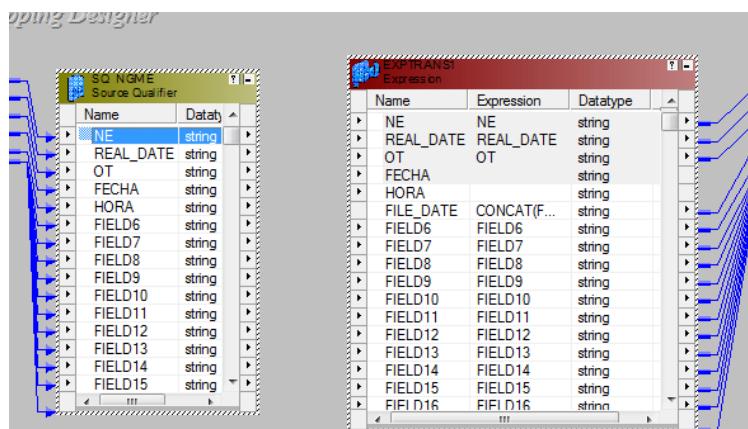 pping Designer
SQ_NGME
Source Qualifier
Name Dataty
NE string
REAL_DATE string
OT string
FECHA string
HORA string
FIELD6 string
FIELD7 string
FIELD8 string
FIELD9 string
FIELD10 string
FIELD11 string
FIELD12 string
FIELD13 string
FIELD14 string
FIELD15 string
EXPTRANS1
Expression
Name Expression Datatype
NE NE string
REAL_DATE REAL_DATE string
OT OT string
FECHA string
HORA string
FILE_DATE CONCAT(F... string
FIELD6 FIELD6 string
FIELD7 FIELD7 string
FIELD8 FIELD8 string
FIELD9 FIELD9 string
FIELD10 FIELD10 string
FIELD11 FIELD11 string
FIELD12 FIELD12 string
FIELD13 FIELD13 string
FIELD14 FIELD14 string
FIELD15 FIELD15 string
FIELD16 FIELD16 string